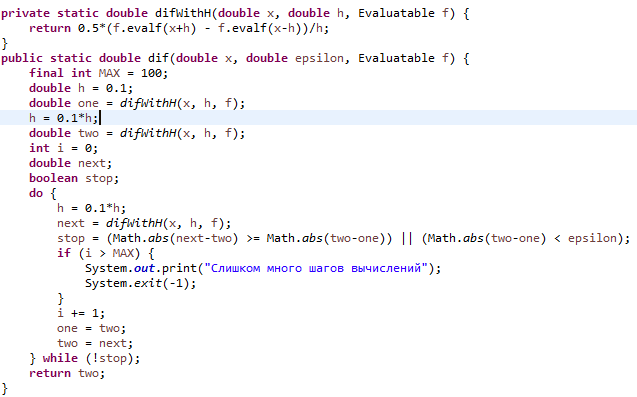 private static double difWithH(double x, double h, Evaluatable f) {
    return 0.5*(f.evalf(x+h) - f.evalf(x-h))/h;
}
public static double dif(double x, double epsilon, Evaluatable f) {
    final int MAX = 100;
    double h = 0.1;
    double one = difWithH(x, h, f);
    h = 0.1*h;
    double two = difWithH(x, h, f);
    int i = 0;
    double next;
    boolean stop;
    do {
        h = 0.1*h;
        next = difWithH(x, h, f);
        stop = (Math.abs(next-two) >= Math.abs(two-one)) || (Math.abs(two-one) < epsilon);
        if (i > MAX) {
            System.out.print("Слишком много шагов вычислений");
            System.exit(-1);
        }
        i += 1;
        one = two;
        two = next;
    } while (!stop);
    return two;
}